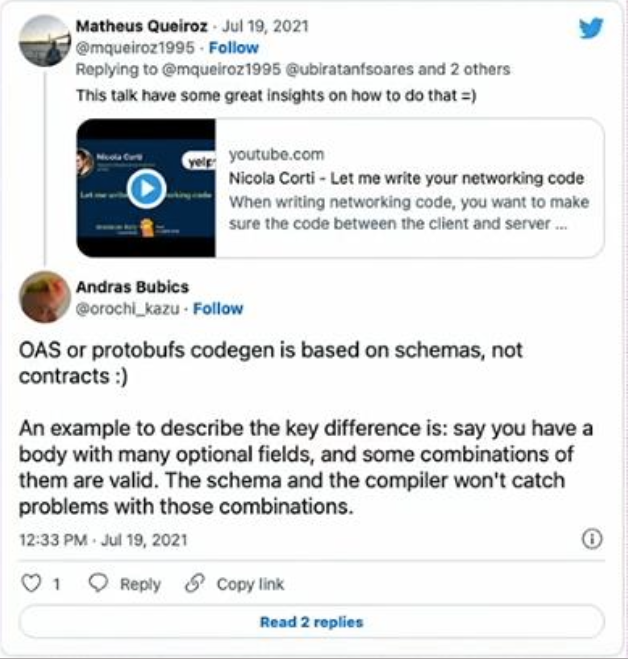 Matheus Queiroz · Jul 19, 2021
@mqueiroz1995 · Follow
Replying to @mqueiroz1995 @ubiratanfsoares and 2 others
This talk have some great insights on how to do that =)
Nicola Corti
yelp
Let me write
king code
youtube.com
Nicola Corti - Let me write your networking code
When writing networking code, you want to make
sure the code between the client and server ...
Andras Bubics
@orochi_kazu · Follow
OAS or protobufs codegen is based on schemas, not
contracts :)
An example to describe the key difference is: say you have a
body with many optional fields, and some combinations of
them are valid. The schema and the compiler won't catch
problems with those combinations.
12:33 PM · Jul 19, 2021
1 Reply Copy link
Read 2 replies